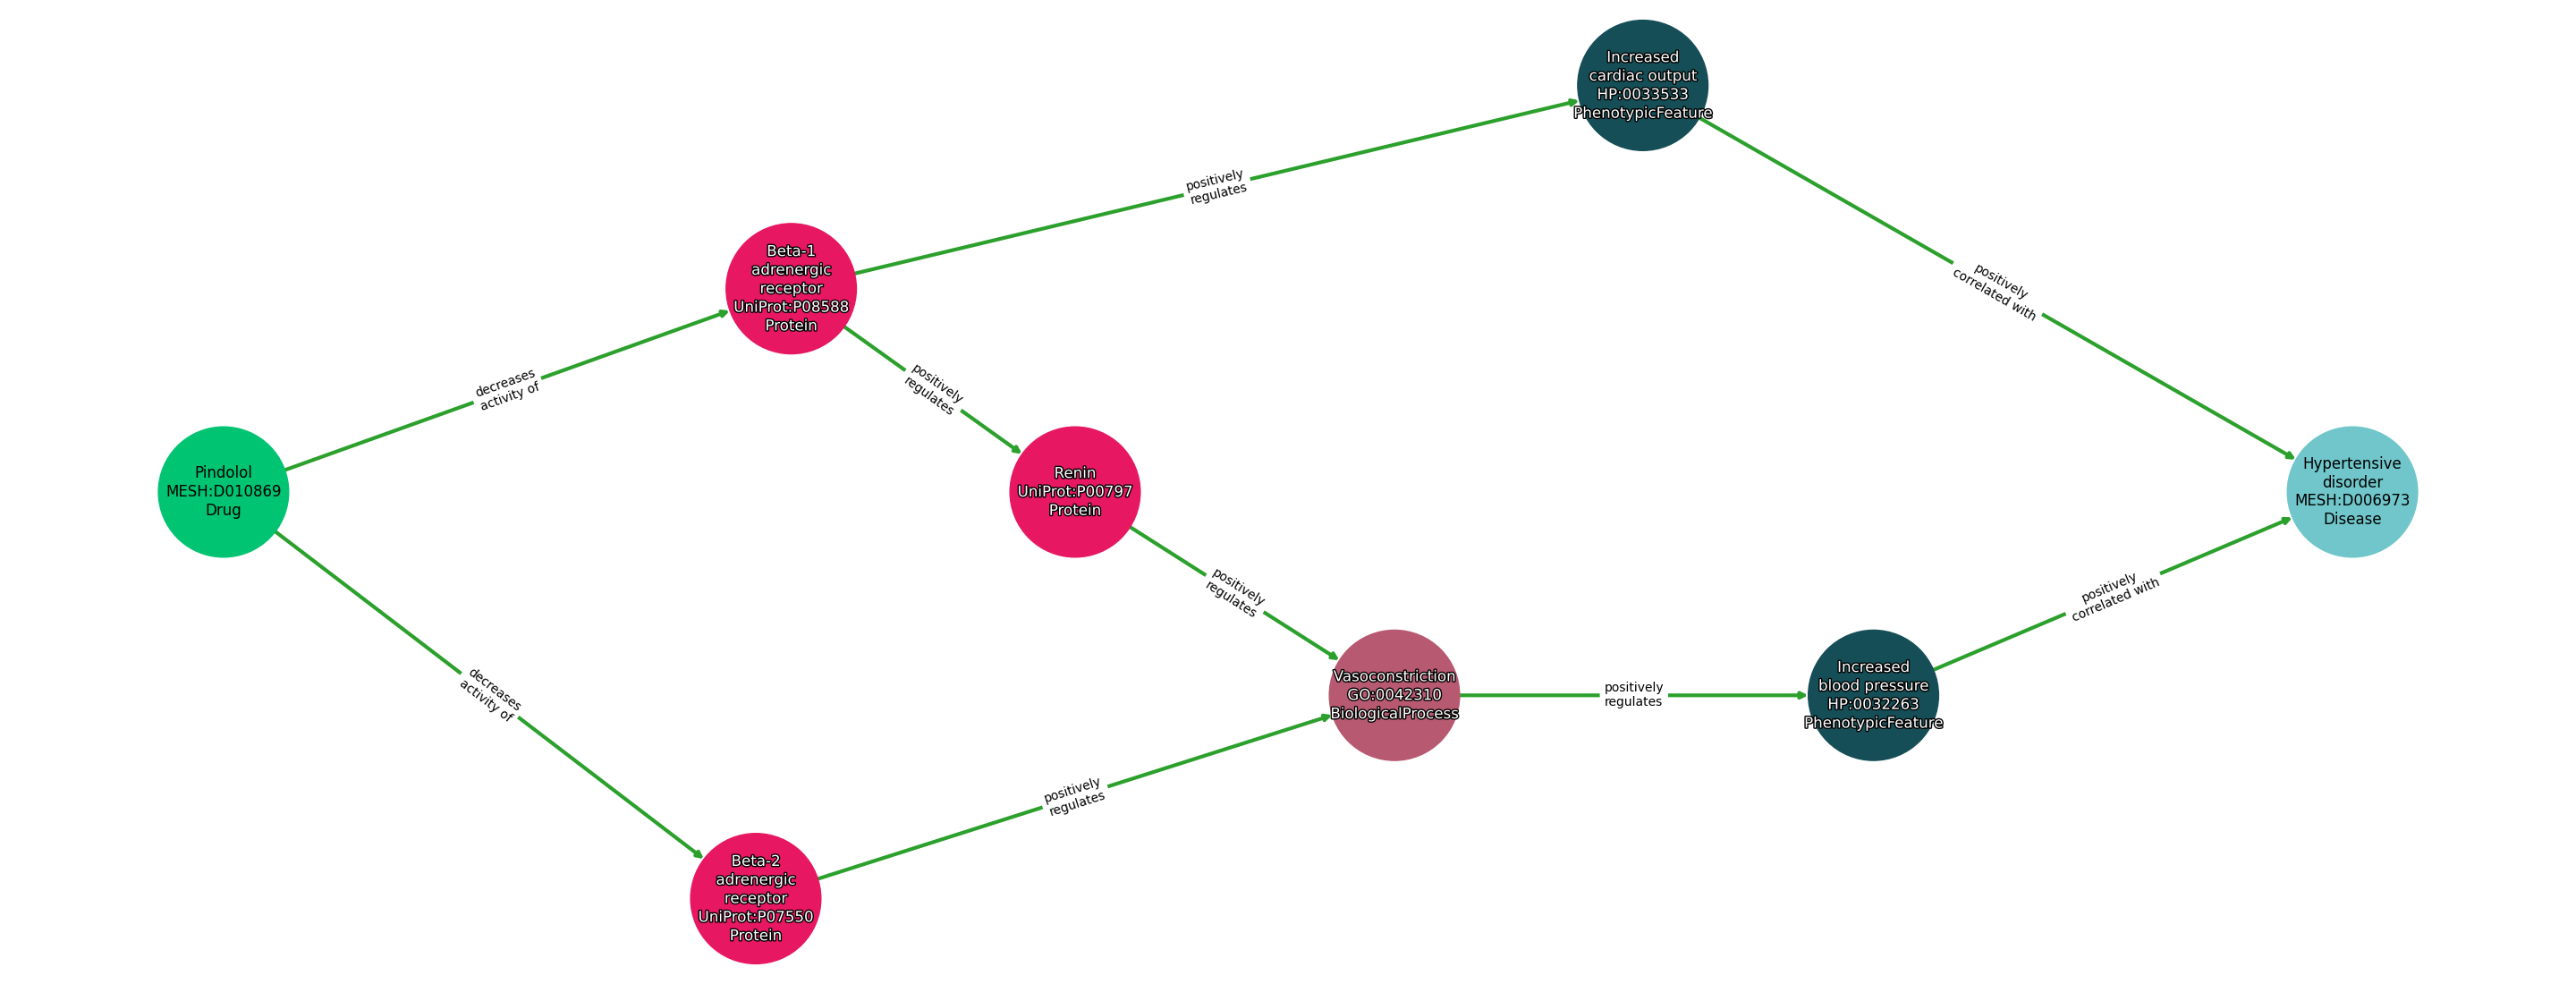 Increased
cardiac output
HP:0033533
PhenotypicFeature
positively
regulates
Beta-1
adrenergic
receptor
UniProt:P08588
Protein
positively
correlated with
decreases
activity of
positively
regulates
Pindolol
MESH:D010869
Drug
Renin
UniProt:P00797
Protein
Hypertensive
disorder
MESH:D006973
Disease
positively
regulates
positively
correlated with
decreases
activity of
Vasoconstriction
GO:0042310
BiologicalProcess
positively
regulates
Increased
blood pressure
HP:0032263
PhenotypicFeature
positively
regulates
Beta-2
adrenergic
receptor
UniProt:P07550
Protein